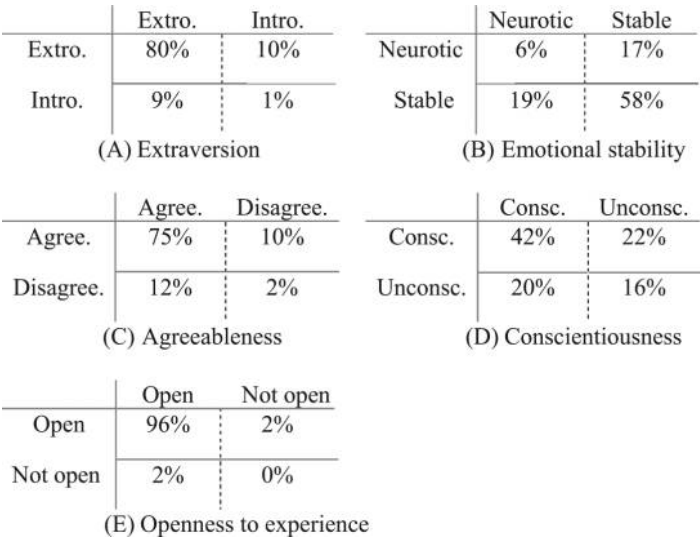 Extro. Intro. Neurotic Stable
Extro. 80% 10% Neurotic 6% 17%
Intro. 9% 1% Stable 19% 58%
(A) Extraversion (B) Emotional stability
Agree. Disagree. Consc. Unconsc.
Agree. 75% 10% Consc. 42% 22%
Disagree. 12% 2% Unconsc. 20% 16%
(C) Agreeableness (D) Conscientiousness
Open Not open
Open 96% 2%
Not open 2% 0%
(E) Openness to experience